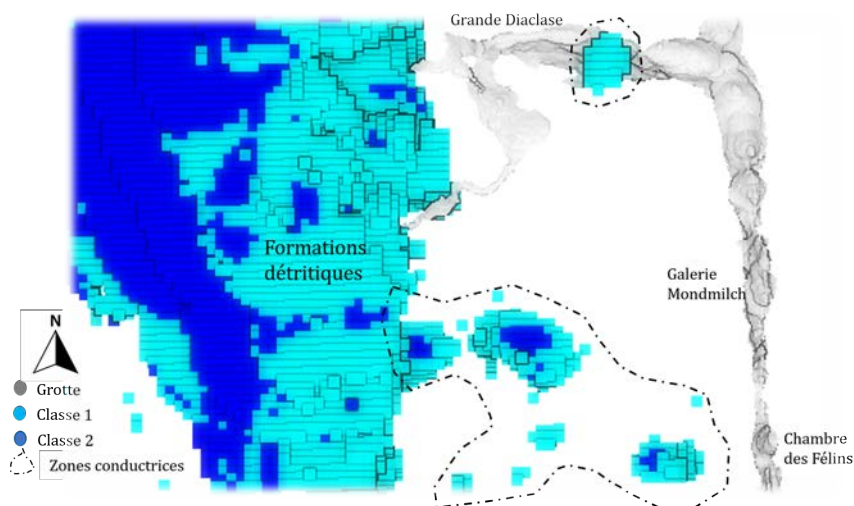 Grande Diaclase
Formations
détritiques
Galerie
Mondmilch
N
Grotte
Classe 1
Classe 2
Zones conductrices
Chambre
des Félins